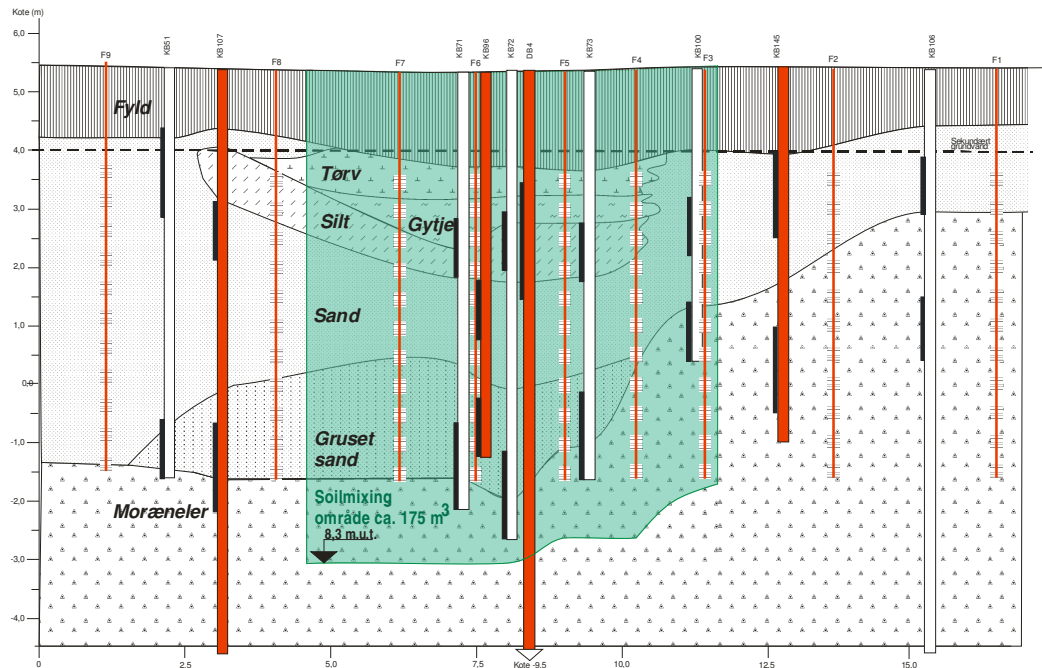 Kote (m)
6,0
5,0
4,0
3,0
2,0
1,0
0,0
-1,0
-2,0
-3,0
-4,0
F9
KB51
KB107
F8
F7
KB71
F6
KB96
KB72
DB4
F5
KB73
F4
KB100
F3
KB145
F2
KB106
F1
Fyld
Sekundært
grundvand
Tørv
Silt
Gytje
Sand
Gruset
sand
Moræneler
Soilmixing
område ca. 175 m³
8,3 m.u.t.
0
2.5
5,0
7.5
Kote -9.5
10.0
12.5
15.0